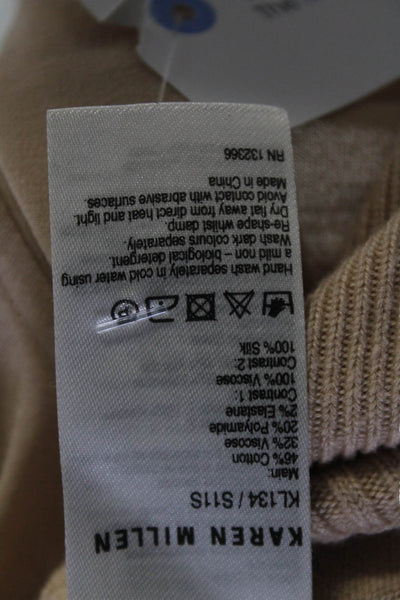 KAREN MILLEN
KL134 / S11S
Main:
46% Cotton
32% Viscose
20% Polyamide
2% Elastane
Contrast 1:
100% Viscose
Contrast 2:
100% Silk
Hand wash separately in cold water using
a mild non - biological detergent.
Wash dark colours separately.
Re-shape whilst damp.
Dry flat away from direct heat and light.
Avoid contact with abrasive surfaces.
Made in China
RN 132366
The